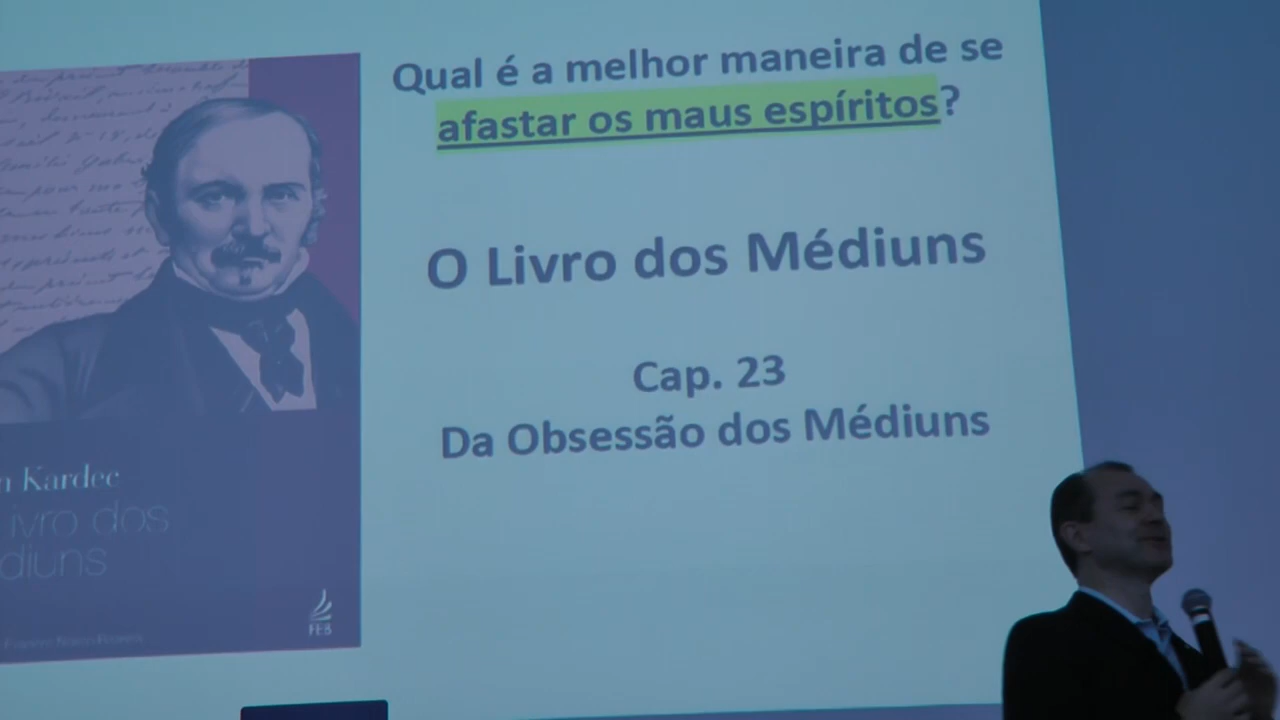 Qual é a melhor maneira de se
afastar os maus espíritos?
O Livro dos Médiuns
Cap. 23
Da Obsessão dos Médiuns
n Kardec
ivro dos
diuns
FEB